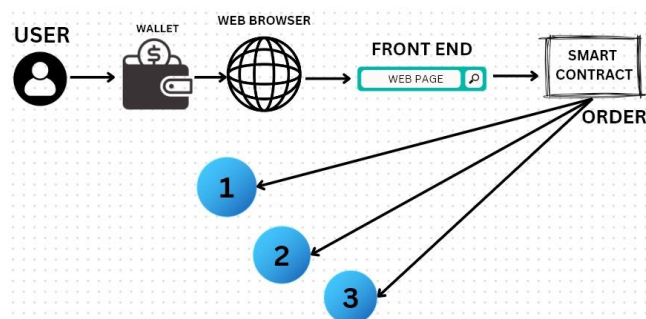 USER
WALLET
WEB BROWSER
FRONT END
WEB PAGE
SMART
CONTRACT
ORDER
1
2
3